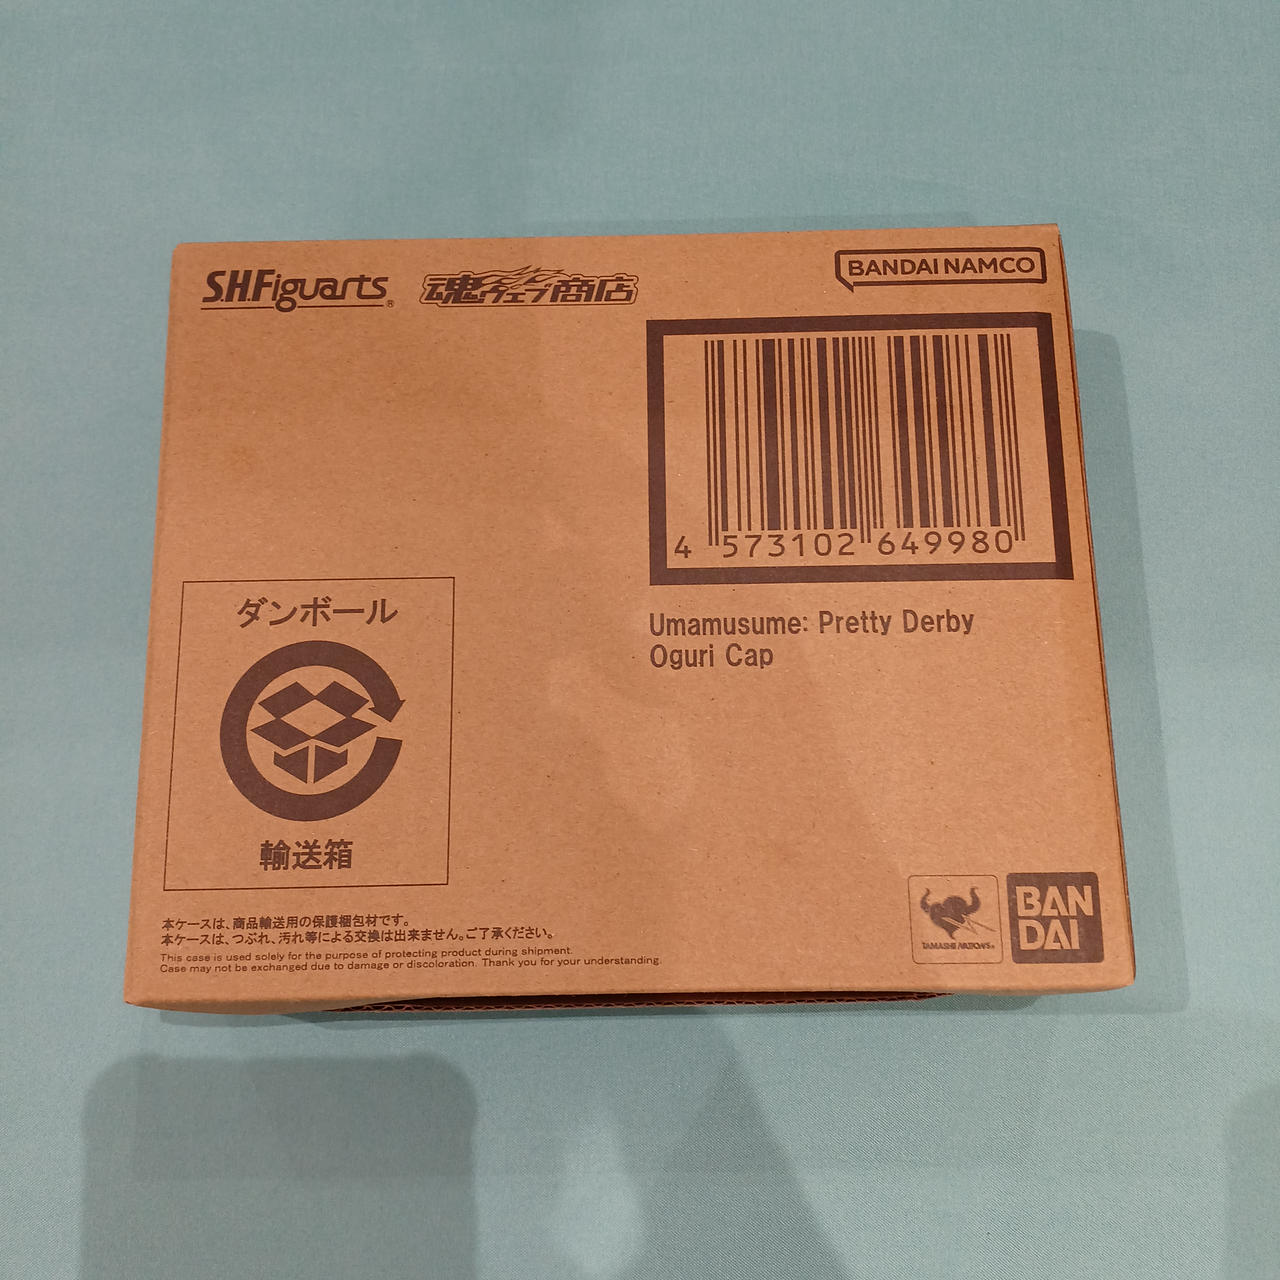 S.H.Figuarts®
魂ウェブ商店
BANDAI NAMCO
4 573102 649980
Umamusume: Pretty Derby
Oguri Cap
ダンボール
輸送箱
本ケースは、商品輸送用の保護梱包材です。
本ケースは、つぶれ、汚れ等による交換は出来ません。ご了承ください。
This case is used solely for the purpose of protecting product during shipment.
Case may not be exchanged due to damage or discoloration. Thank you for your understanding.
TAMASHII NATIONS®
BAN
DAI